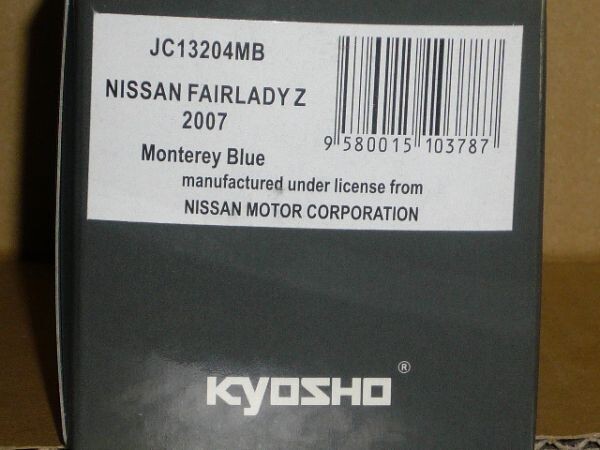 JC13204MB
NISSAN FAIRLADY Z
2007
Monterey Blue
manufactured under license from
NISSAN MOTOR CORPORATION
9 580015 103787
KYOSHO ®